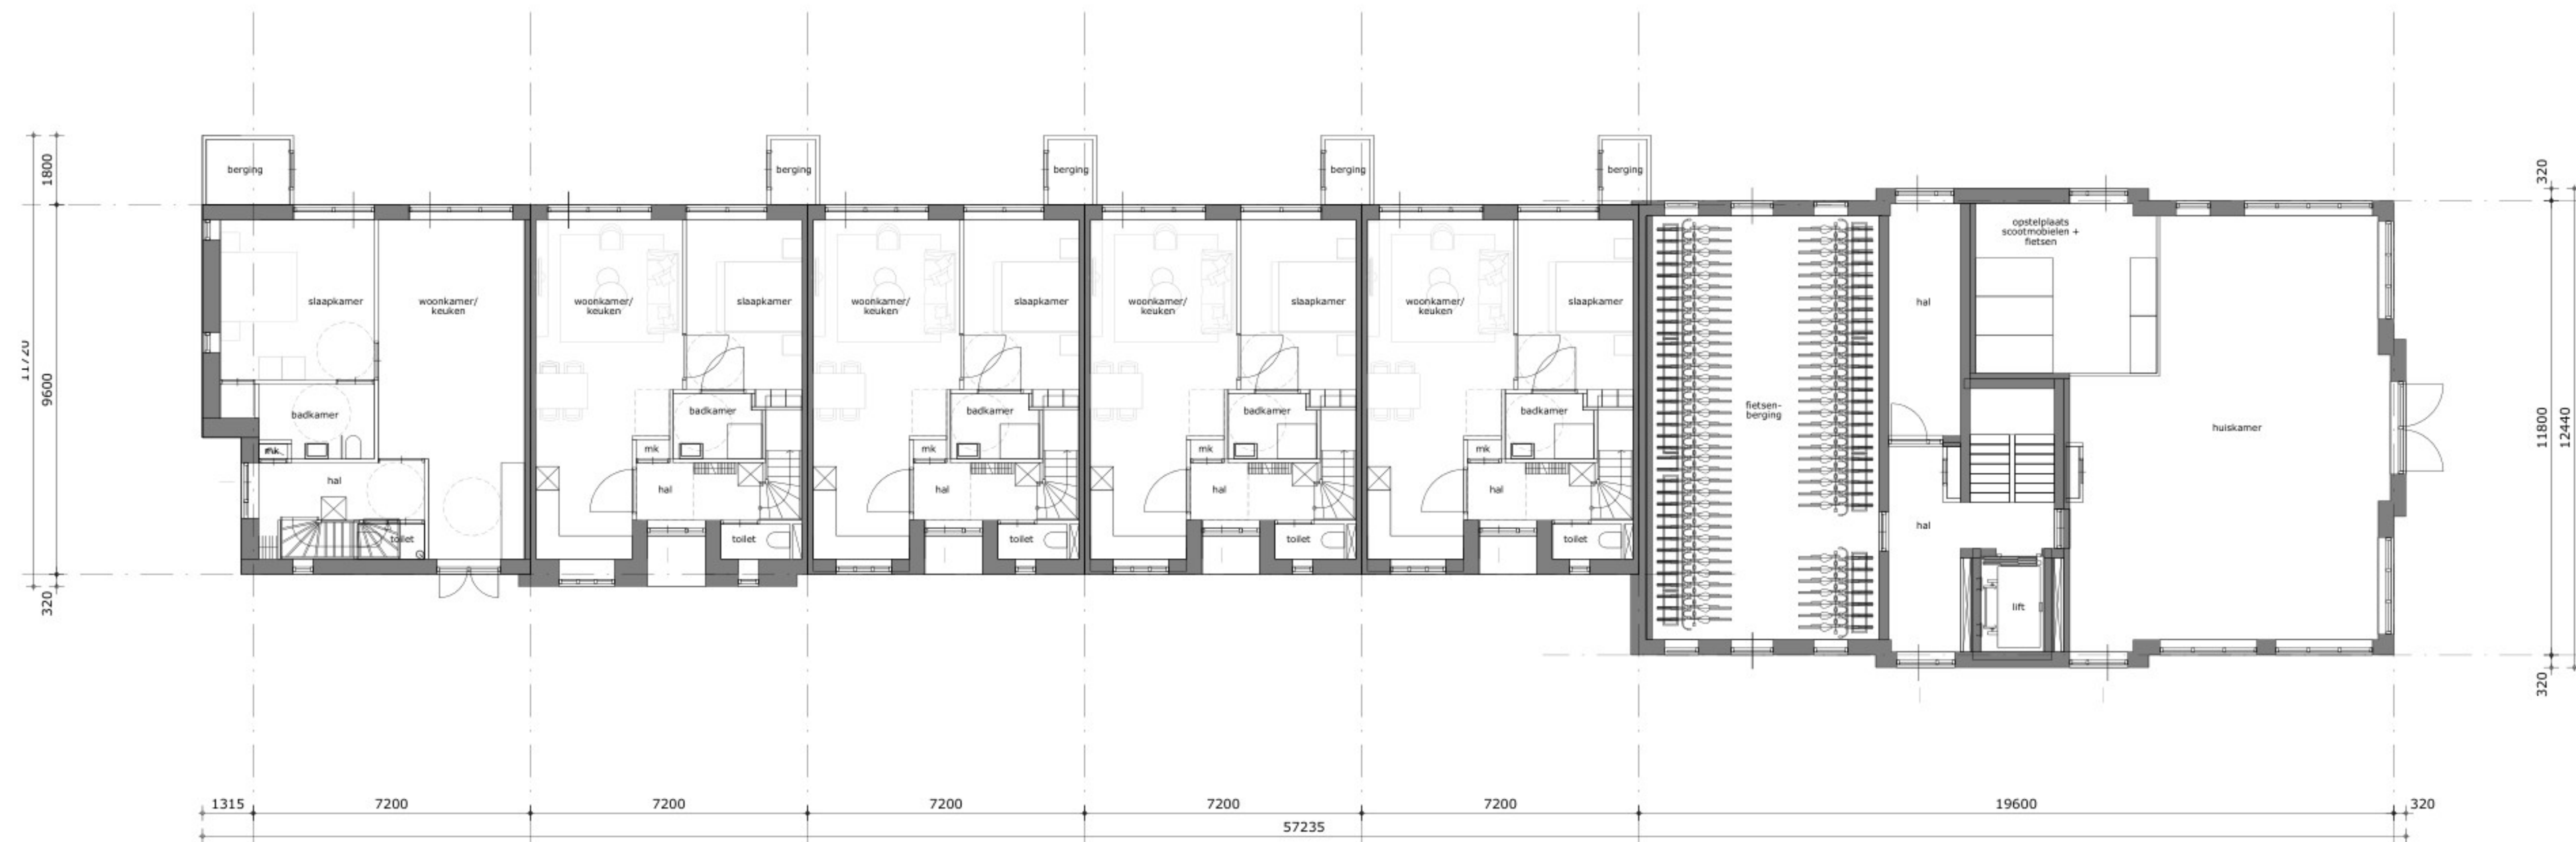 1800
9600
11720
320
berging
berging
berging
berging
berging
slaapkamer
woonkamer/
keuken
badkamer
mk
hal
toilet
woonkamer/
keuken
slaapkamer
badkamer
mk
hal
toilet
woonkamer/
keuken
slaapkamer
badkamer
mk
hal
toilet
woonkamer/
keuken
slaapkamer
badkamer
mk
hal
toilet
woonkamer/
keuken
slaapkamer
badkamer
mk
hal
toilet
fietsen-
berging
hal
hal
opstelplaats
scootmobielen +
fietsen
huiskamer
lift
320
11800
12440
320
1315
7200
7200
7200
7200
7200
19600
320
57235